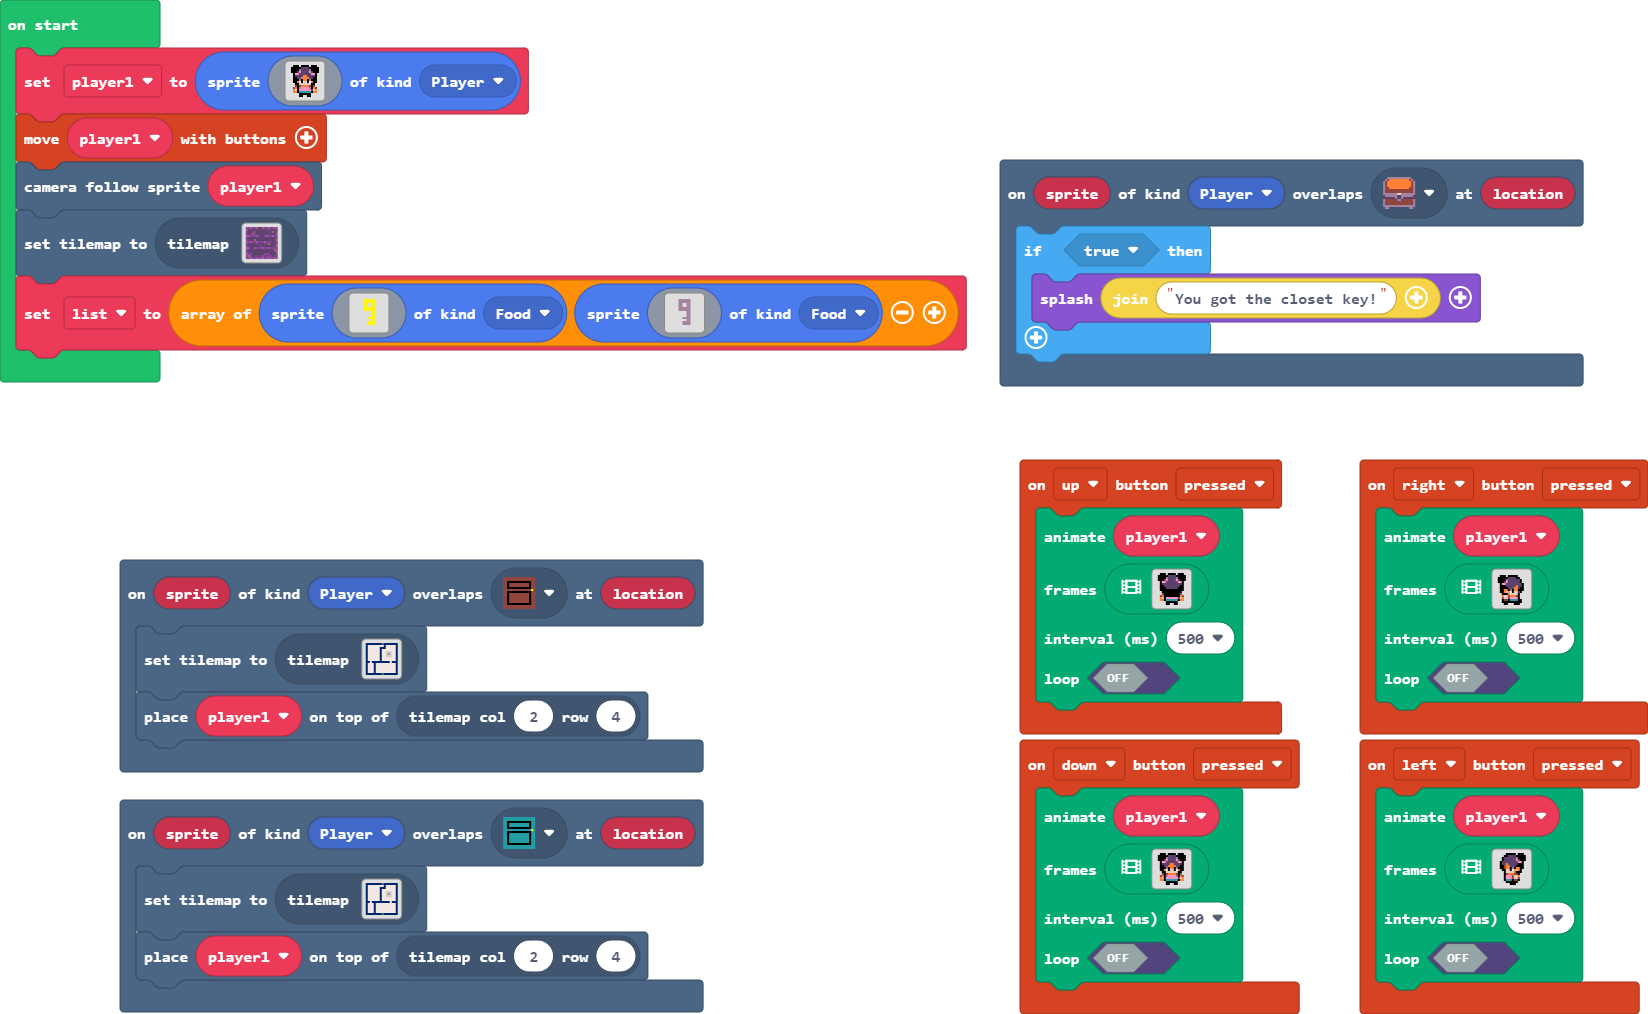 on start
set player1 to sprite of kind Player
move player1 with buttons
camera follow sprite player1
set tilemap to tilemap
set list to array of sprite of kind Food sprite of kind Food
on sprite of kind Player overlaps at location
if true then
splash join "You got the closet key!"
on up button pressed
animate player1
frames
interval (ms) 500
loop OFF
on right button pressed
animate player1
frames
interval (ms) 500
loop OFF
on sprite of kind Player overlaps at location
set tilemap to tilemap
place player1 on top of tilemap col 2 row 4
on sprite of kind Player overlaps at location
set tilemap to tilemap
place player1 on top of tilemap col 2 row 4
on down button pressed
animate player1
frames
interval (ms) 500
loop OFF
on left button pressed
animate player1
frames
interval (ms) 500
loop OFF